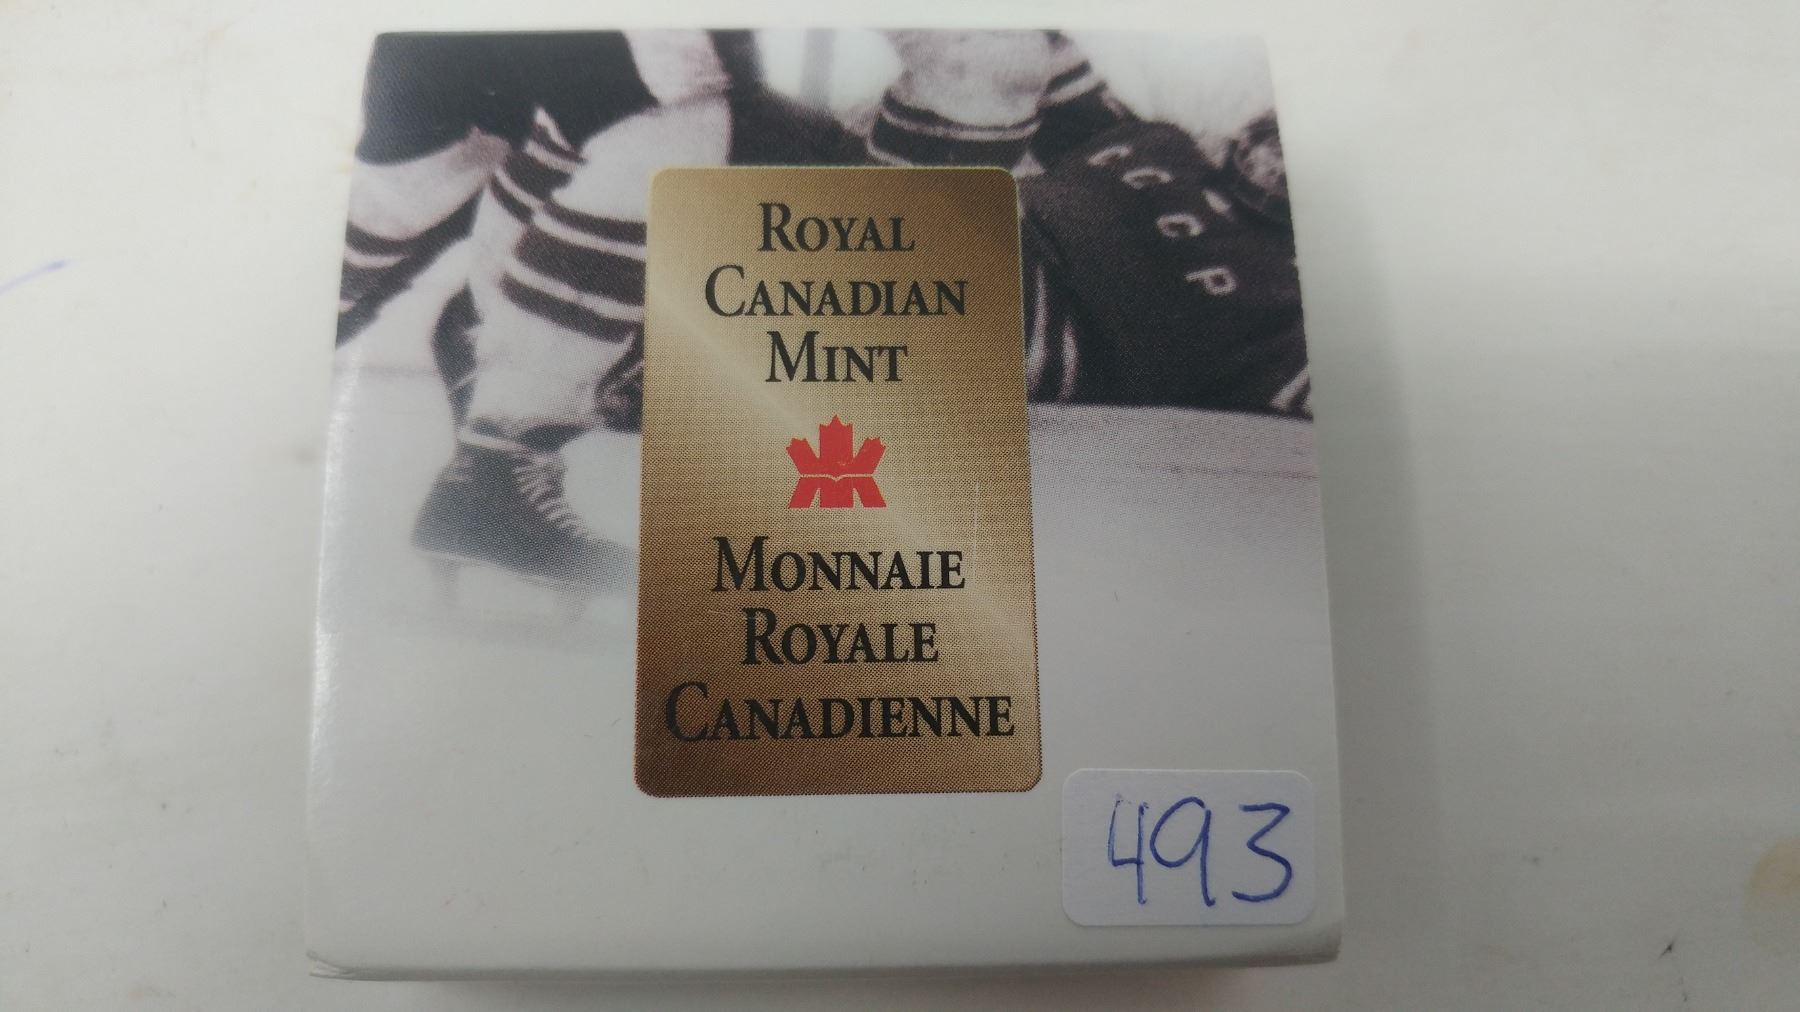 ROYAL
CANADIAN
MINT
MONNAIE
ROYALE
CANADIENNE
CCCP
493